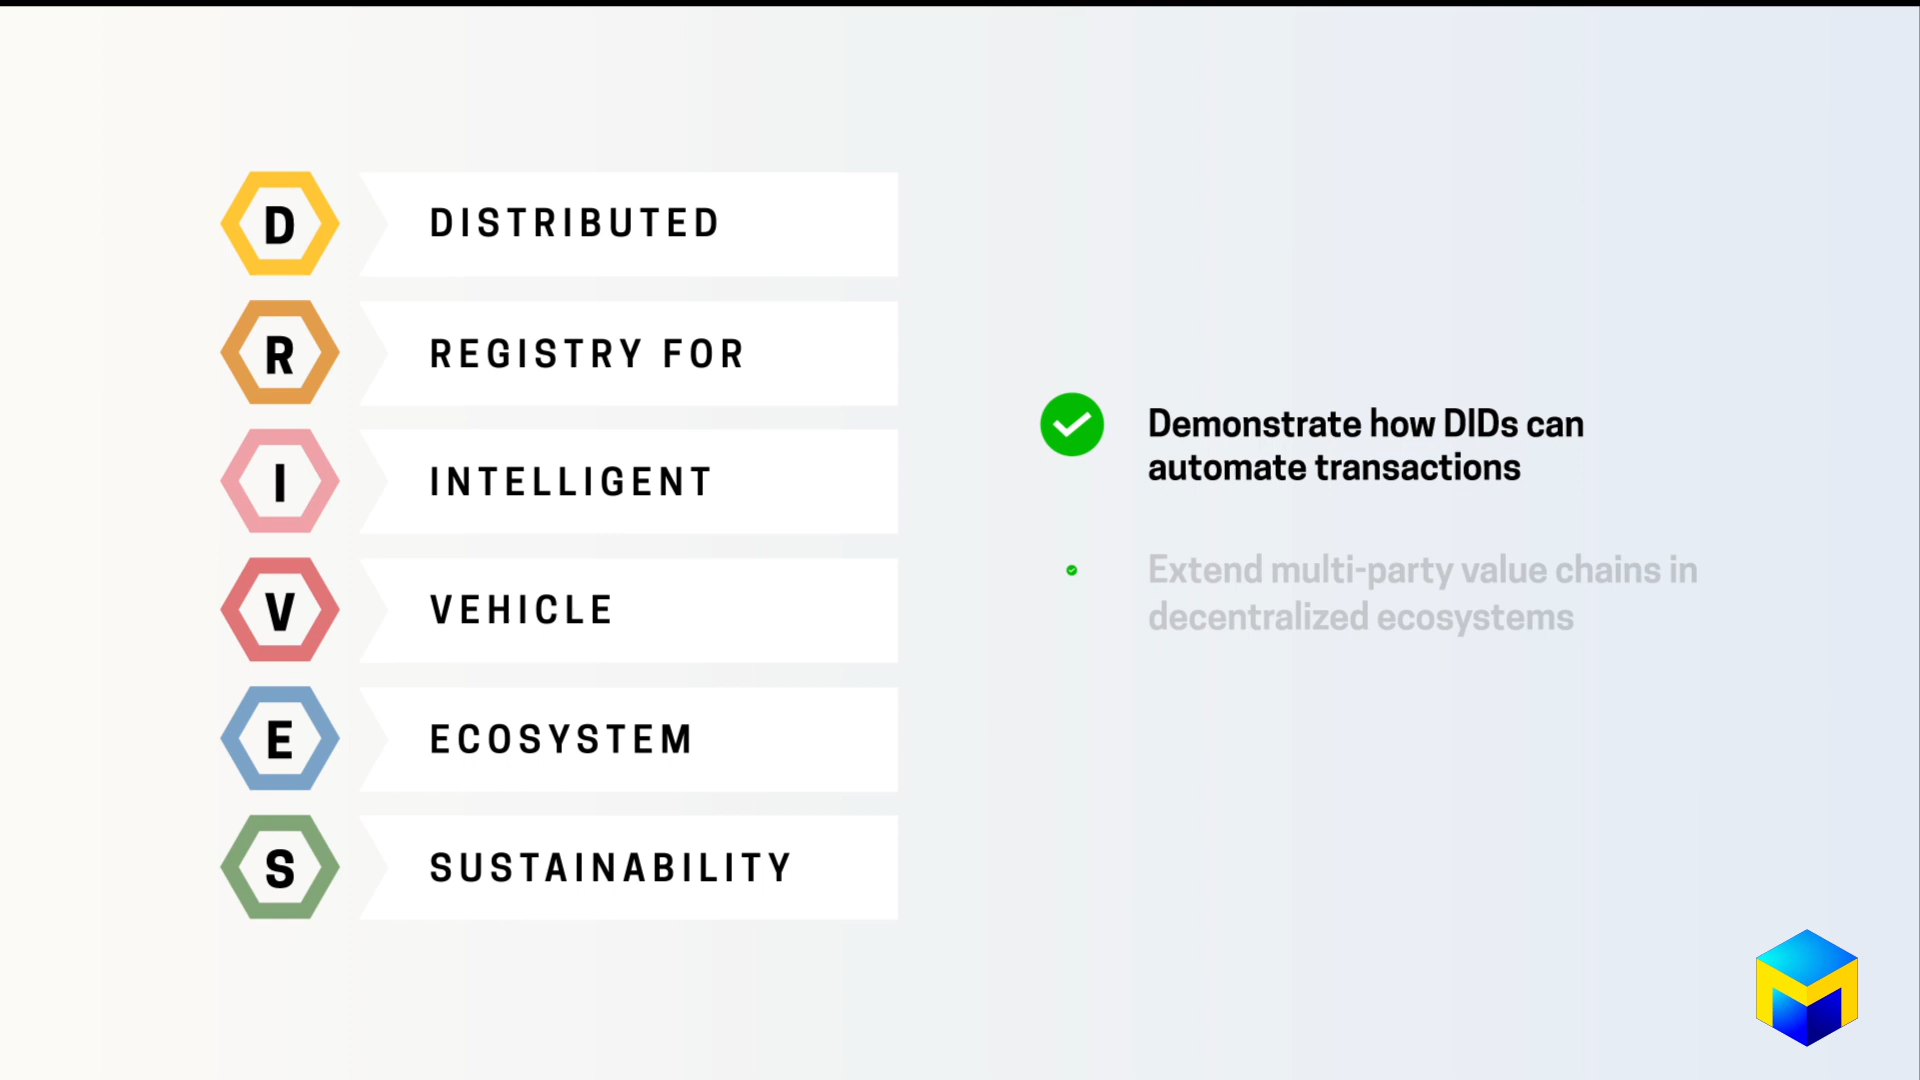 D
DISTRIBUTED
R
REGISTRY FOR
I
INTELLIGENT
V
VEHICLE
E
ECOSYSTEM
S
SUSTAINABILITY
Demonstrate how DIDs can
automate transactions
Extend multi-party value chains in
decentralized ecosystems